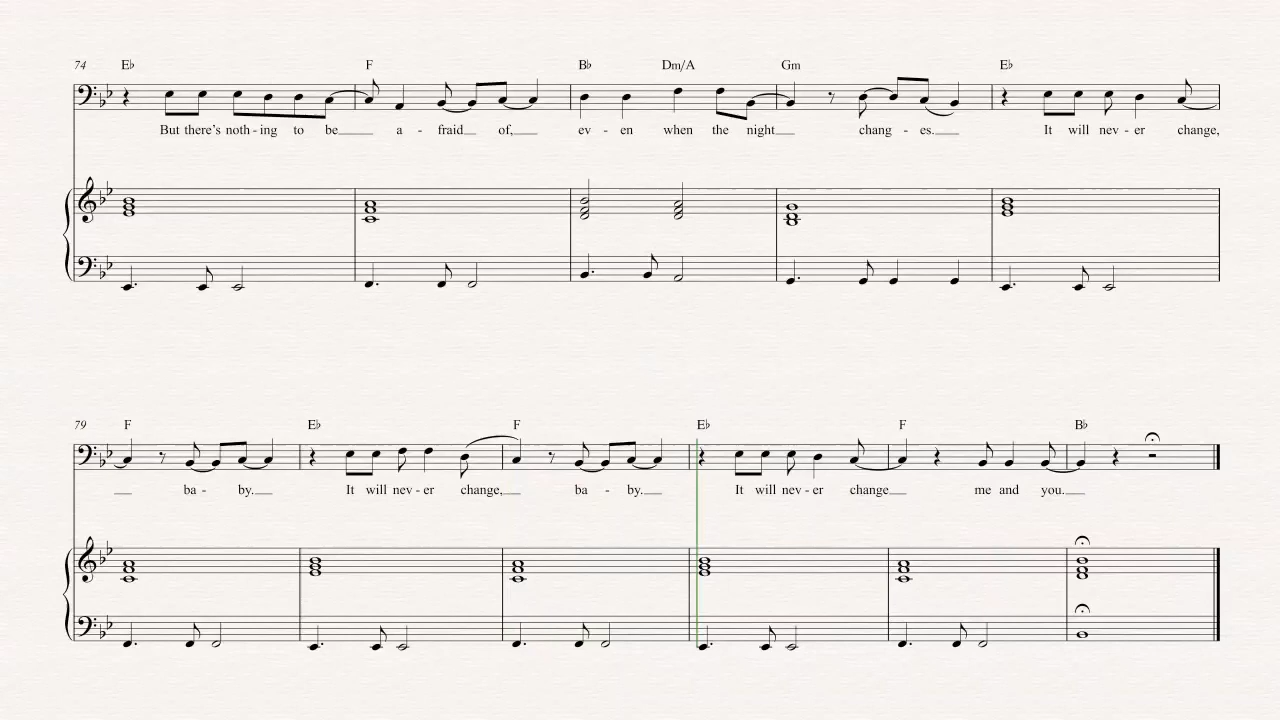 74 E♭ F B♭ Dm/A Gm E♭
But there's noth - ing to be a - fraid of, ev - en when the night chang - es. It will nev - er change,
79 F E♭ F E♭ F B♭
ba - by. It will nev - er change, ba - by. It will nev - er change me and you.